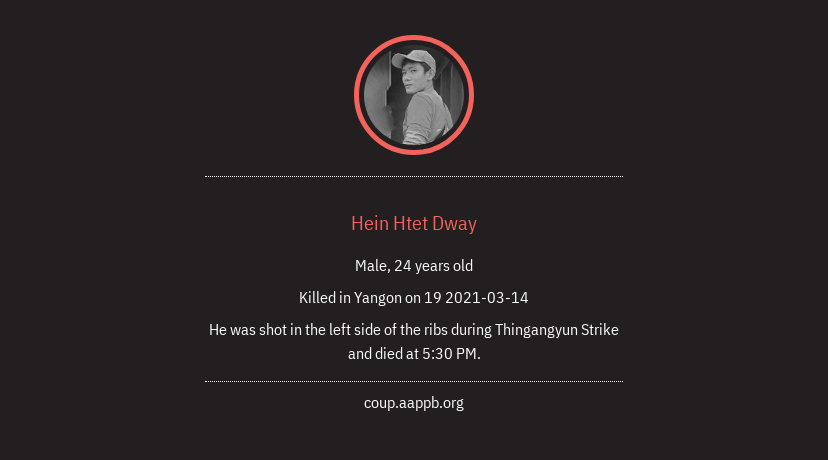 Hein Htet Dway
Male, 24 years old
Killed in Yangon on 19 2021-03-14
He was shot in the left side of the ribs during Thingangyun Strike
and died at 5:30 PM.
coup.aappb.org